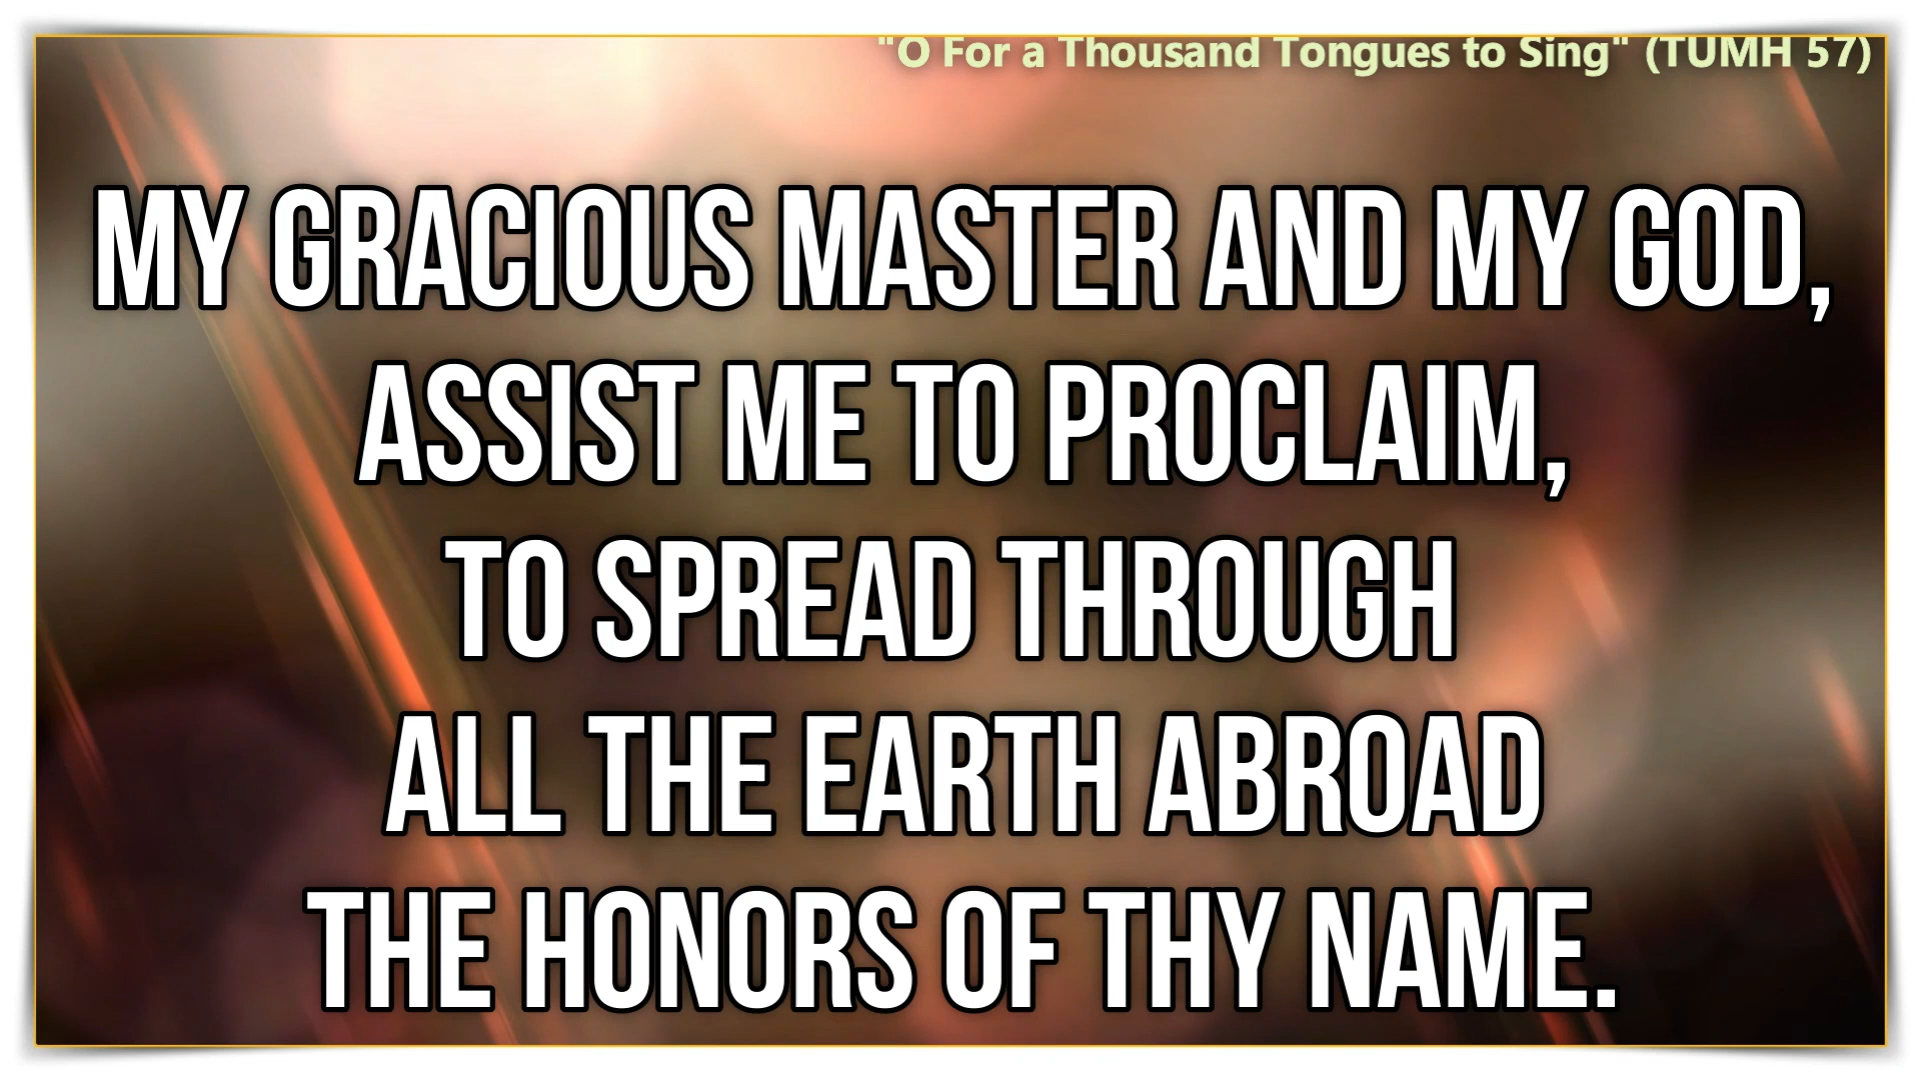 "O For a Thousand Tongues to Sing" (TUMH 57)
MY GRACIOUS MASTER AND MY GOD,
ASSIST ME TO PROCLAIM,
TO SPREAD THROUGH
ALL THE EARTH ABROAD
THE HONORS OF THY NAME.